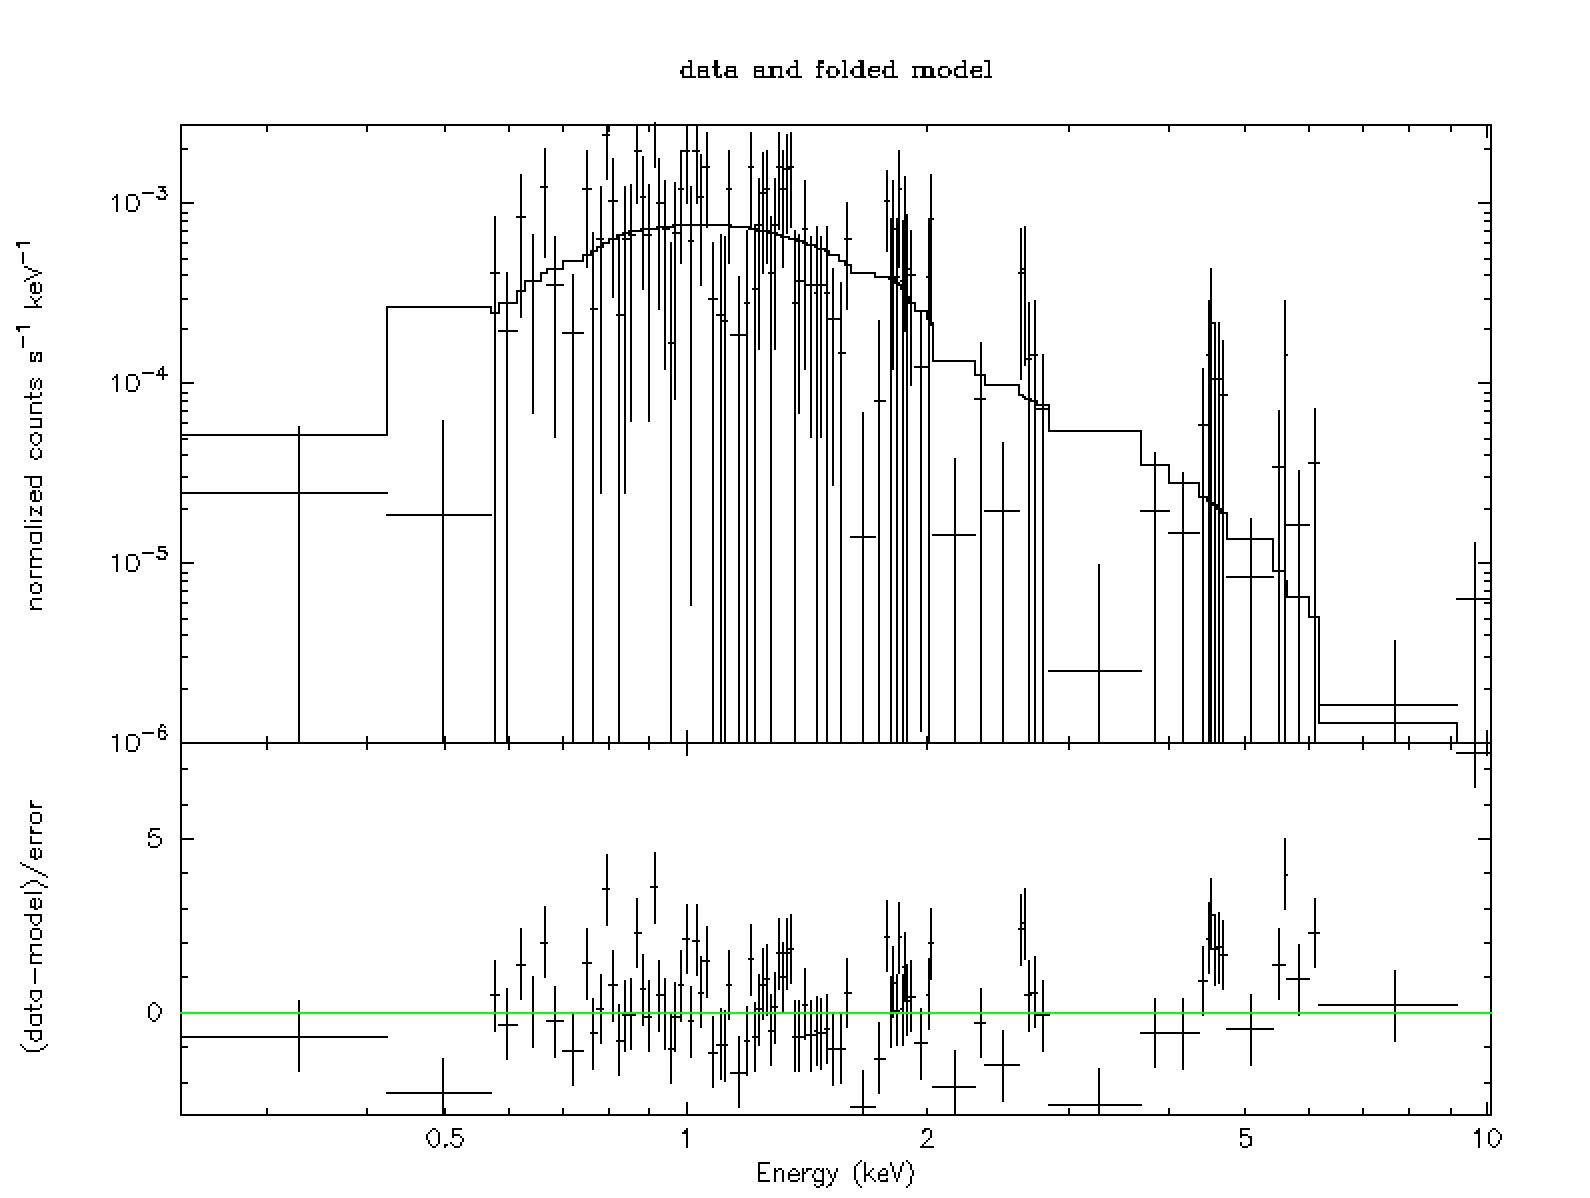 data and folded model
normalized counts s⁻¹ keV⁻¹
10⁻³
10⁻⁴
10⁻⁵
10⁻⁶
(data−model)/error
5
0
0.5 1 2 5 10
Energy (keV)